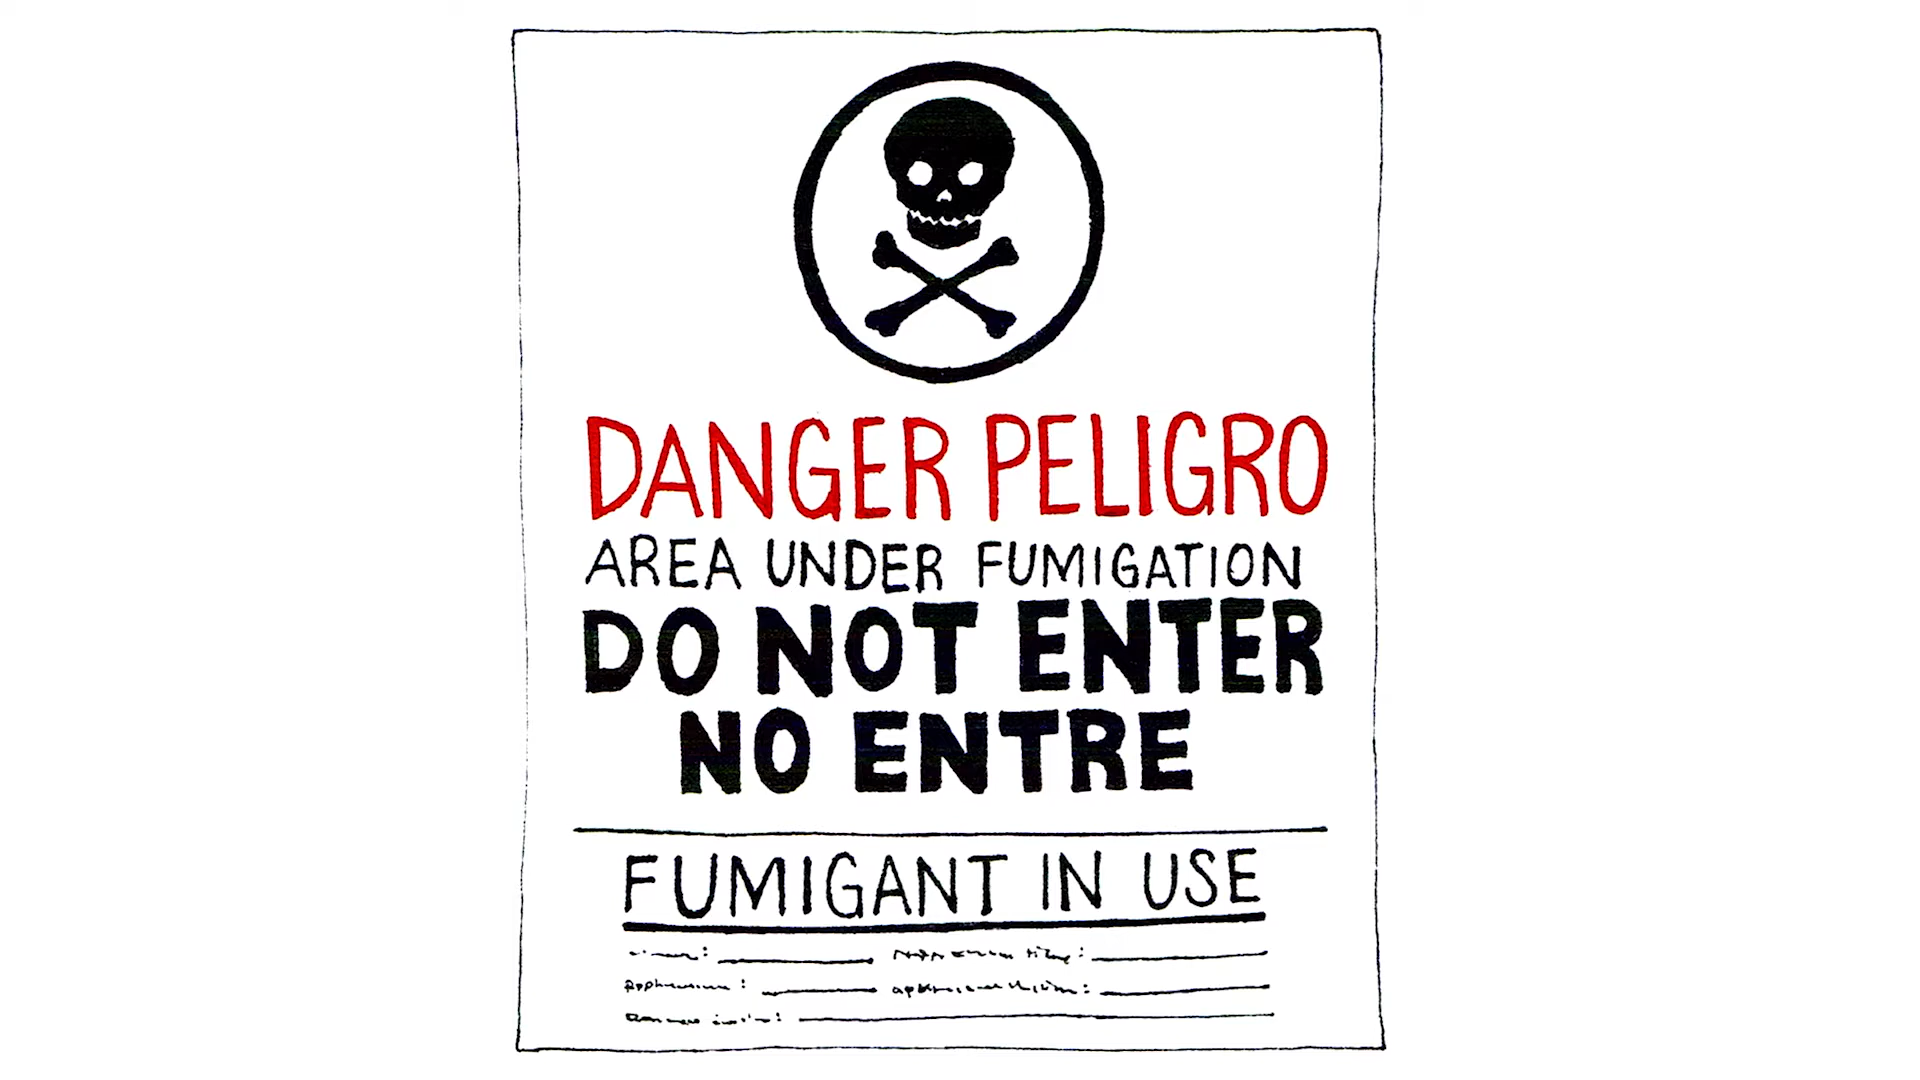 DANGER PELIGRO
AREA UNDER FUMIGATION
DO NOT ENTER
NO ENTRE
FUMIGANT IN USE